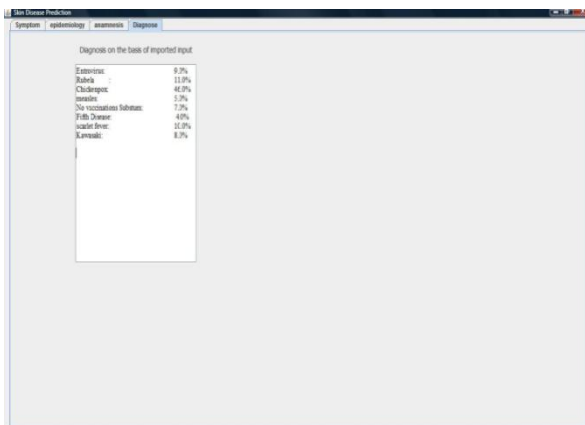 Skin Disease Prediction
Symptom epidemiology anamnesis Diagnose
Diagnosis on the basis of imported input
Entrovirus: 9.3%
Rubela : 11.0%
Chickenpox: 46.0%
measles: 5.3%
No vaccinations Substans: 7.3%
Fifth Disease: 4.0%
scarlet fever: 10.0%
Kawasaki: 8.3%